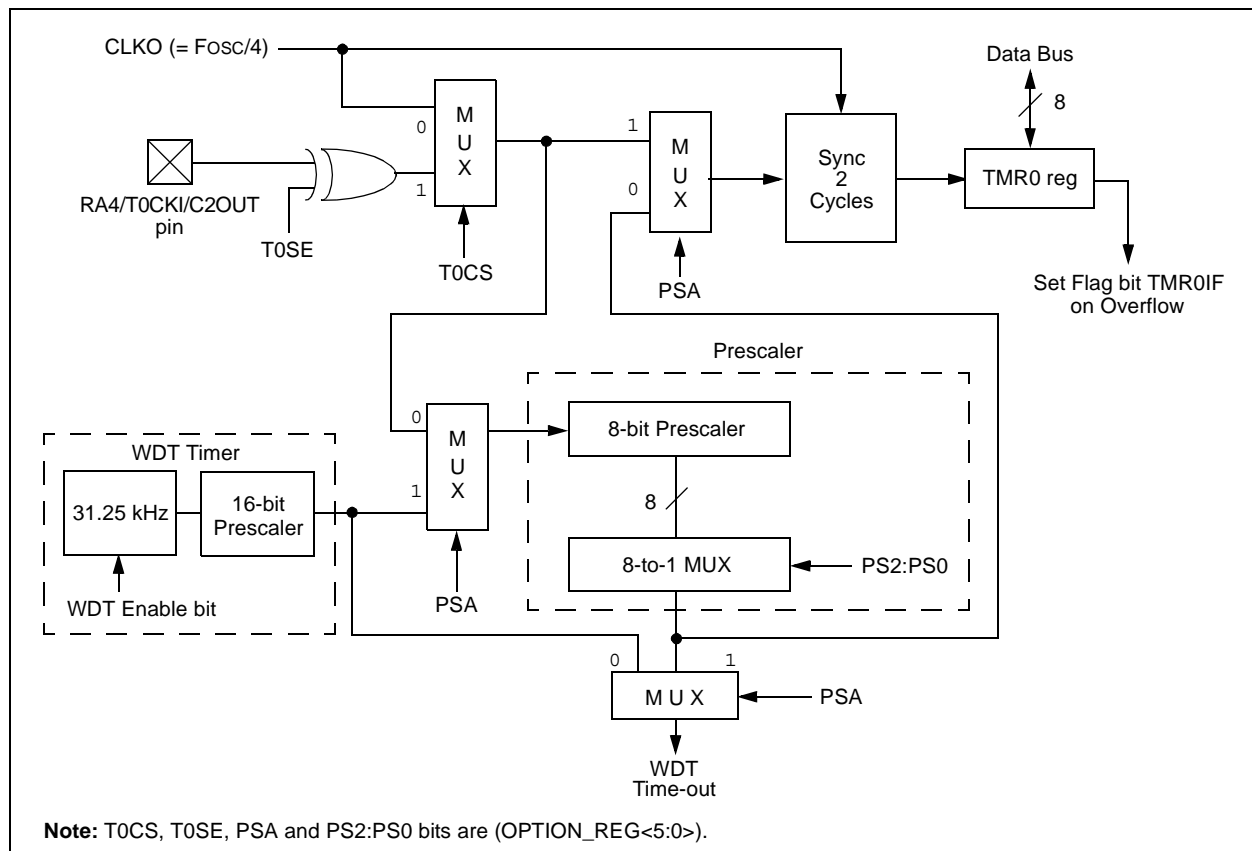 CLKO (= FOSC/4)
Data Bus
8
M
U
X
0
1
M
U
X
1
0
Sync
2
Cycles
TMR0 reg
RA4/T0CKI/C2OUT
pin
T0SE
T0CS
PSA
Set Flag bit TMR0IF
on Overflow
Prescaler
0
M
U
X
1
8-bit Prescaler
WDT Timer
31.25 kHz
16-bit
Prescaler
8
8-to-1 MUX
PS2:PS0
WDT Enable bit
PSA
0
1
M U X
PSA
WDT
Time-out
Note: T0CS, T0SE, PSA and PS2:PS0 bits are (OPTION_REG<5:0>).